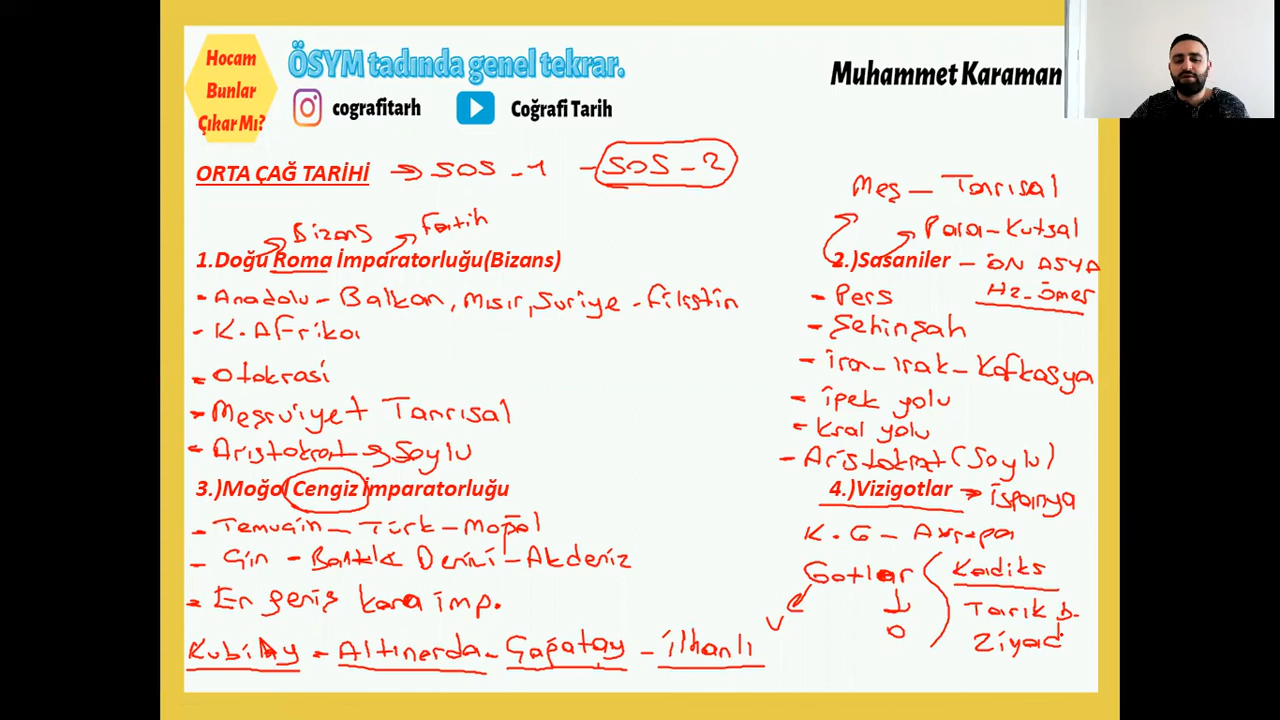 Hocam
Bunlar
Çıkar Mı?
ÖSYM tadında genel tekrar.
cografitarh
Coğrafi Tarih
Muhammet Karaman
ORTA ÇAĞ TARİHİ → SOS - 1 - SOS - 2
Bizans Fatih
1.Doğu Roma İmparatorluğu(Bizans)
- Anadolu - Balkan, Mısır, Suriye - Filistin
- K. Afrika
- Otokrasi
- Meşruiyet Tanrısal
- Aristokrat → Soylu
Meş - Tanrısal
Para - Kutsal
2.)Sasaniler - ÖN ASYA
- Pers Hz. Ömer
- Şehinşah
- İran - Irak - Kafkasya
- İpek yolu
- Kral yolu
- Aristokrat (Soylu)
3.)Moğol Cengiz İmparatorluğu
- Temuçin - Türk - Moğol
- Çin - Baltık Denizi - Akdeniz
- En geniş kara imp.
Kubilay - Altınorda - Çağatay - İlhanlı
4.)Vizigotlar → İspanya
K. G - Avrupa
Gotlar Kadiks
V O
Tarık b.
Ziyad